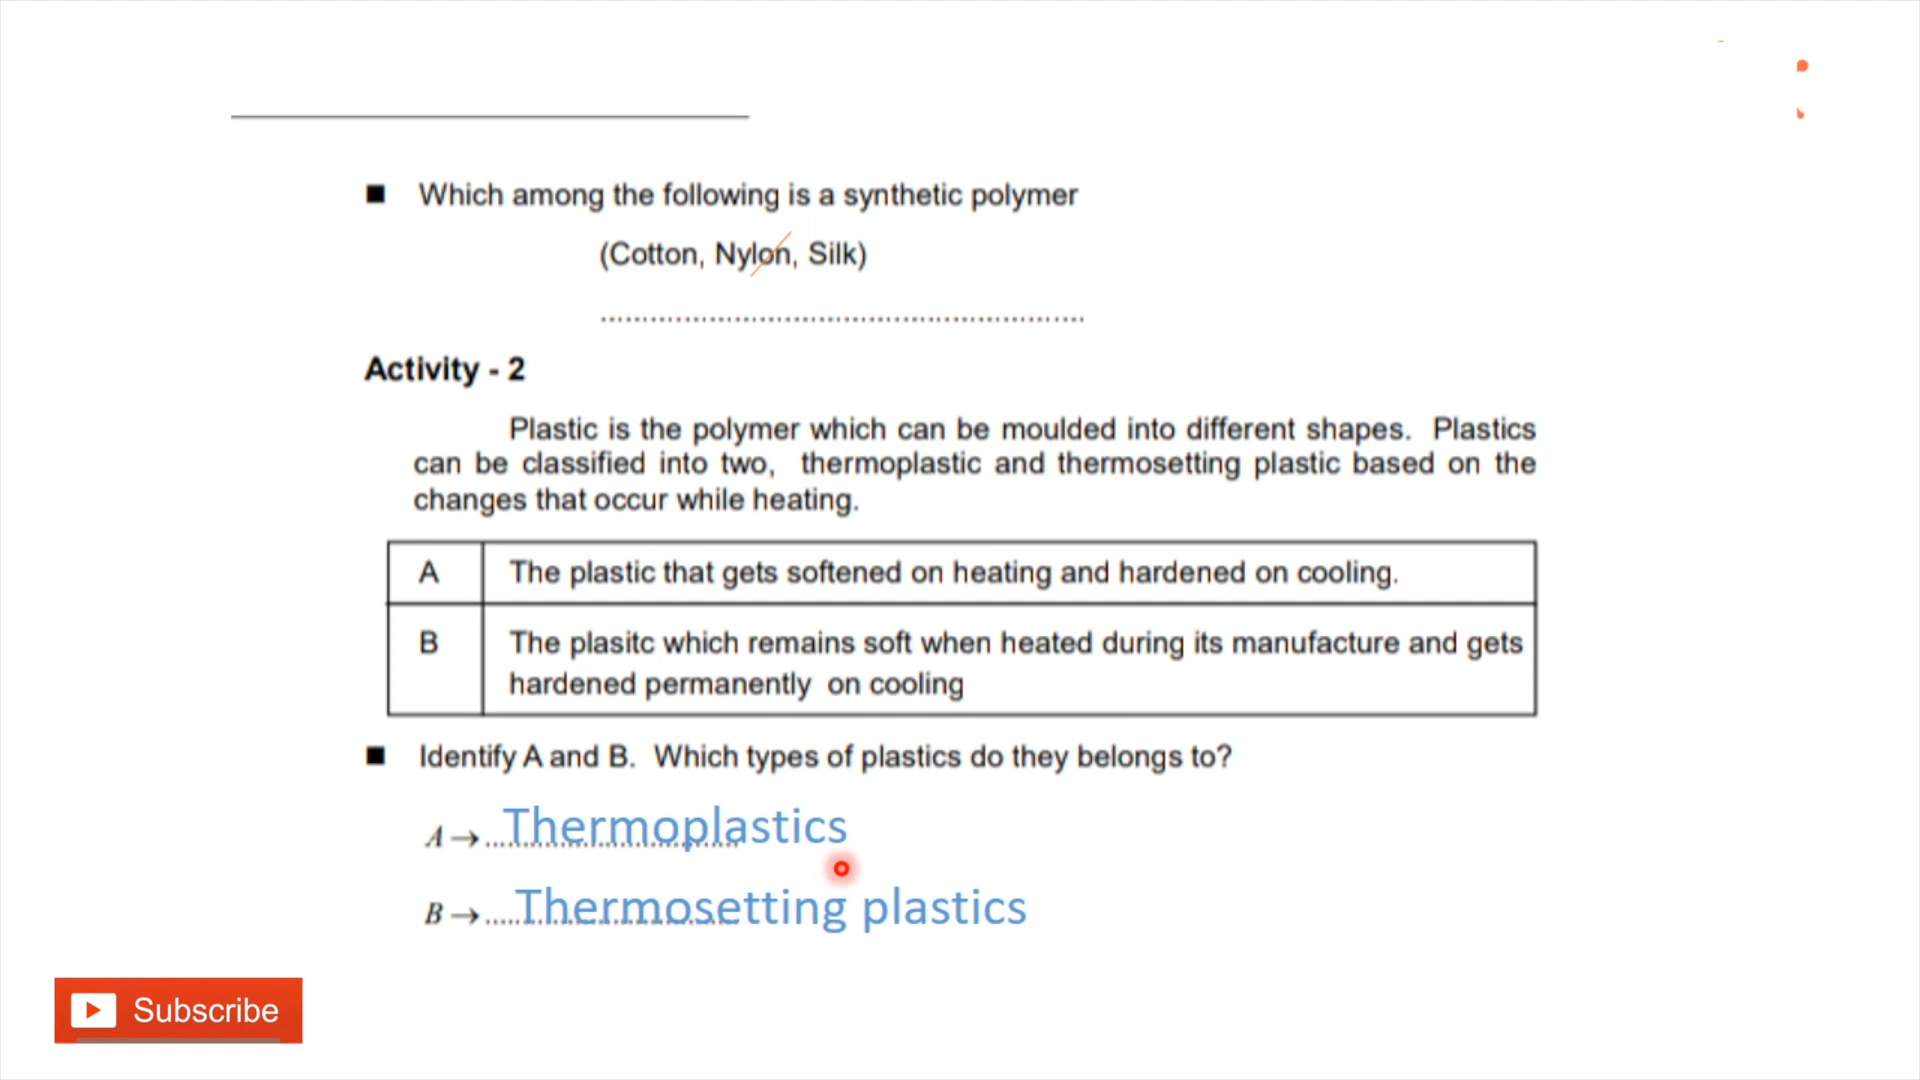 ■ Which among the following is a synthetic polymer
(Cotton, Nylon, Silk)
..........................................................
Activity - 2
Plastic is the polymer which can be moulded into different shapes. Plastics
can be classified into two, thermoplastic and thermosetting plastic based on the
changes that occur while heating.
A The plastic that gets softened on heating and hardened on cooling.
B The plasitc which remains soft when heated during its manufacture and gets
hardened permanently on cooling
■ Identify A and B. Which types of plastics do they belongs to?
A → Thermoplastics
B → Thermosetting plastics
Subscribe